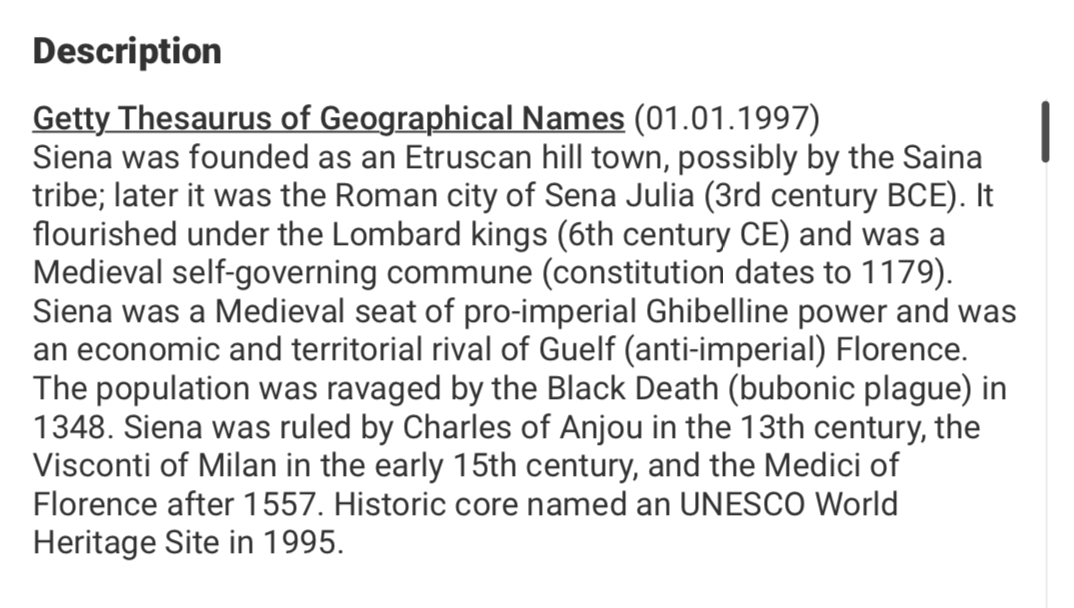 Description
Getty Thesaurus of Geographical Names (01.01.1997)
Siena was founded as an Etruscan hill town, possibly by the Saina
tribe; later it was the Roman city of Sena Julia (3rd century BCE). It
flourished under the Lombard kings (6th century CE) and was a
Medieval self-governing commune (constitution dates to 1179).
Siena was a Medieval seat of pro-imperial Ghibelline power and was
an economic and territorial rival of Guelf (anti-imperial) Florence.
The population was ravaged by the Black Death (bubonic plague) in
1348. Siena was ruled by Charles of Anjou in the 13th century, the
Visconti of Milan in the early 15th century, and the Medici of
Florence after 1557. Historic core named an UNESCO World
Heritage Site in 1995.